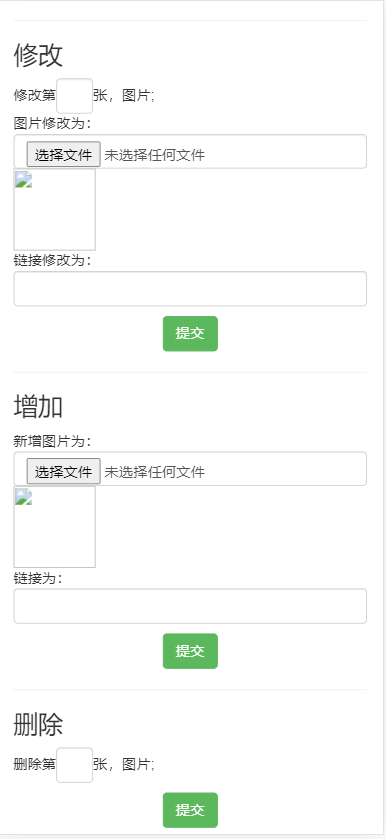 修改
修改第 张，图片;
图片修改为：
选择文件 未选择任何文件
链接修改为：
提交
增加
新增图片为：
选择文件 未选择任何文件
链接为：
提交
删除
删除第 张，图片;
提交